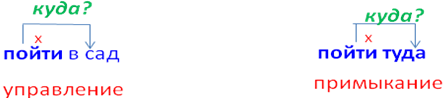 куда?
х
пойти в сад
управление
куда?
х
пойти туда
примыкание